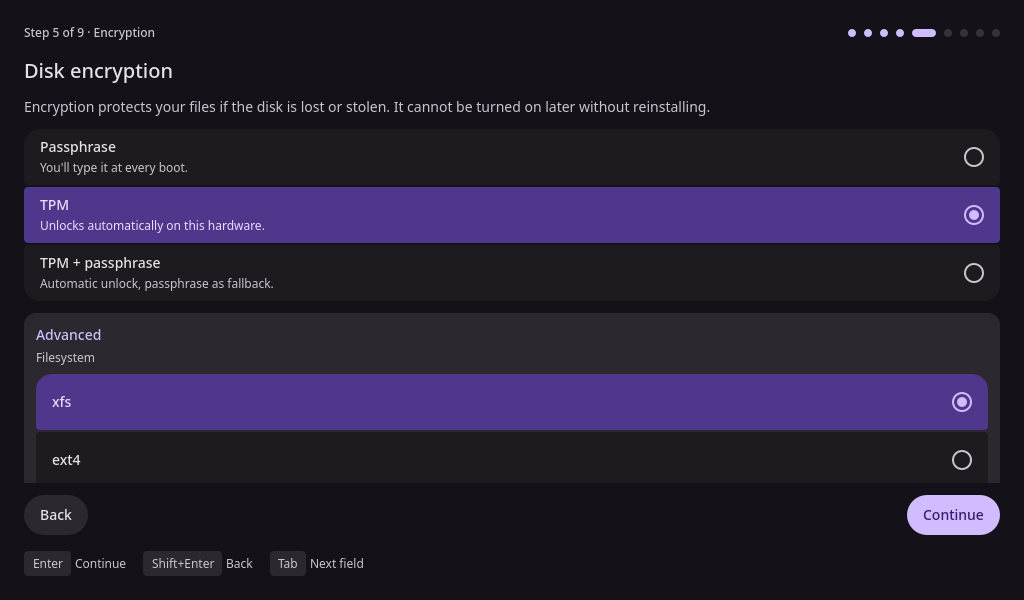 Step 5 of 9 · Encryption
Disk encryption
Encryption protects your files if the disk is lost or stolen. It cannot be turned on later without reinstalling.
Passphrase
You'll type it at every boot.
TPM
Unlocks automatically on this hardware.
TPM + passphrase
Automatic unlock, passphrase as fallback.
Advanced
Filesystem
xfs
ext4
Back
Continue
Enter Continue Shift+Enter Back Tab Next field